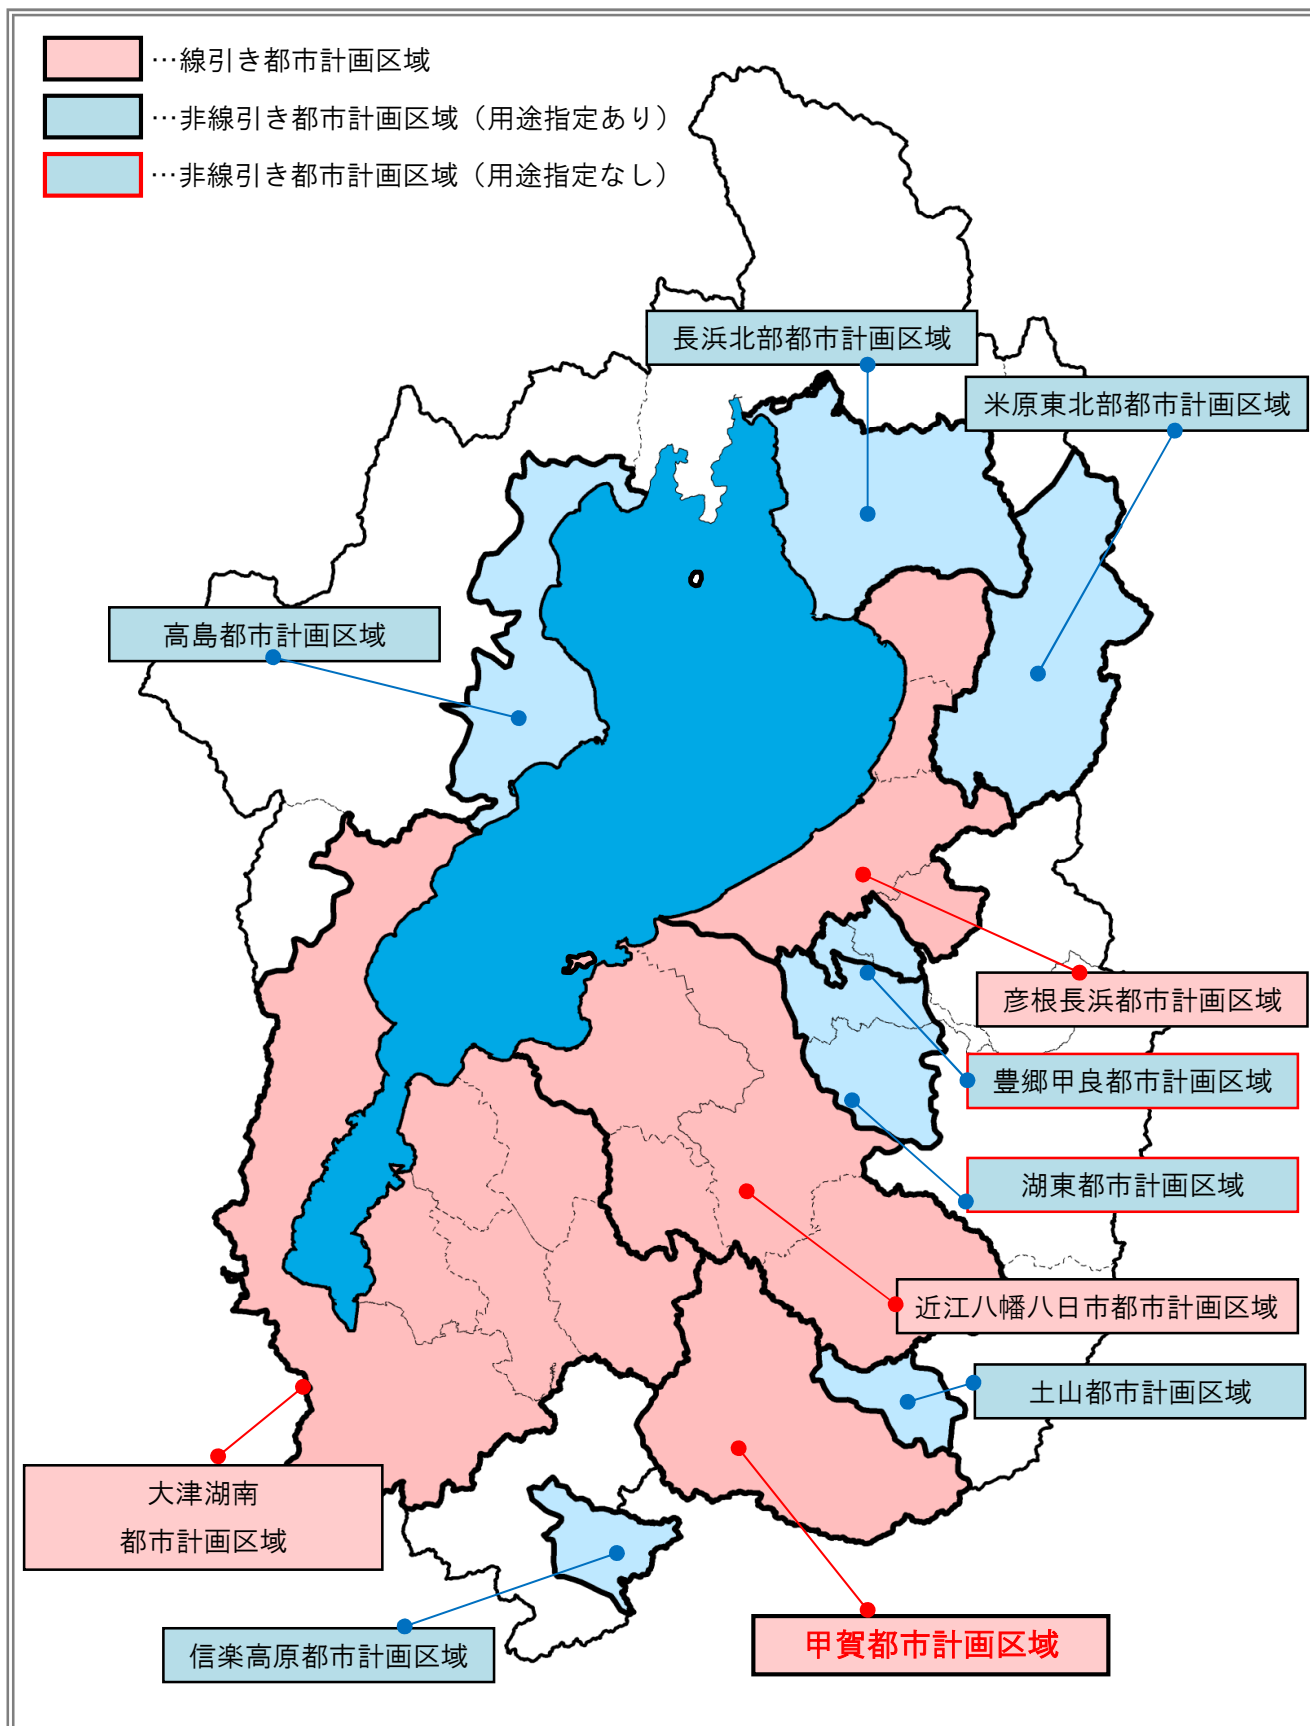 …線引き都市計画区域
…非線引き都市計画区域（用途指定あり）
…非線引き都市計画区域（用途指定なし）
長浜北部都市計画区域
米原東北部都市計画区域
高島都市計画区域
彦根長浜都市計画区域
豊郷甲良都市計画区域
湖東都市計画区域
近江八幡八日市都市計画区域
土山都市計画区域
大津湖南
都市計画区域
甲賀都市計画区域
信楽高原都市計画区域